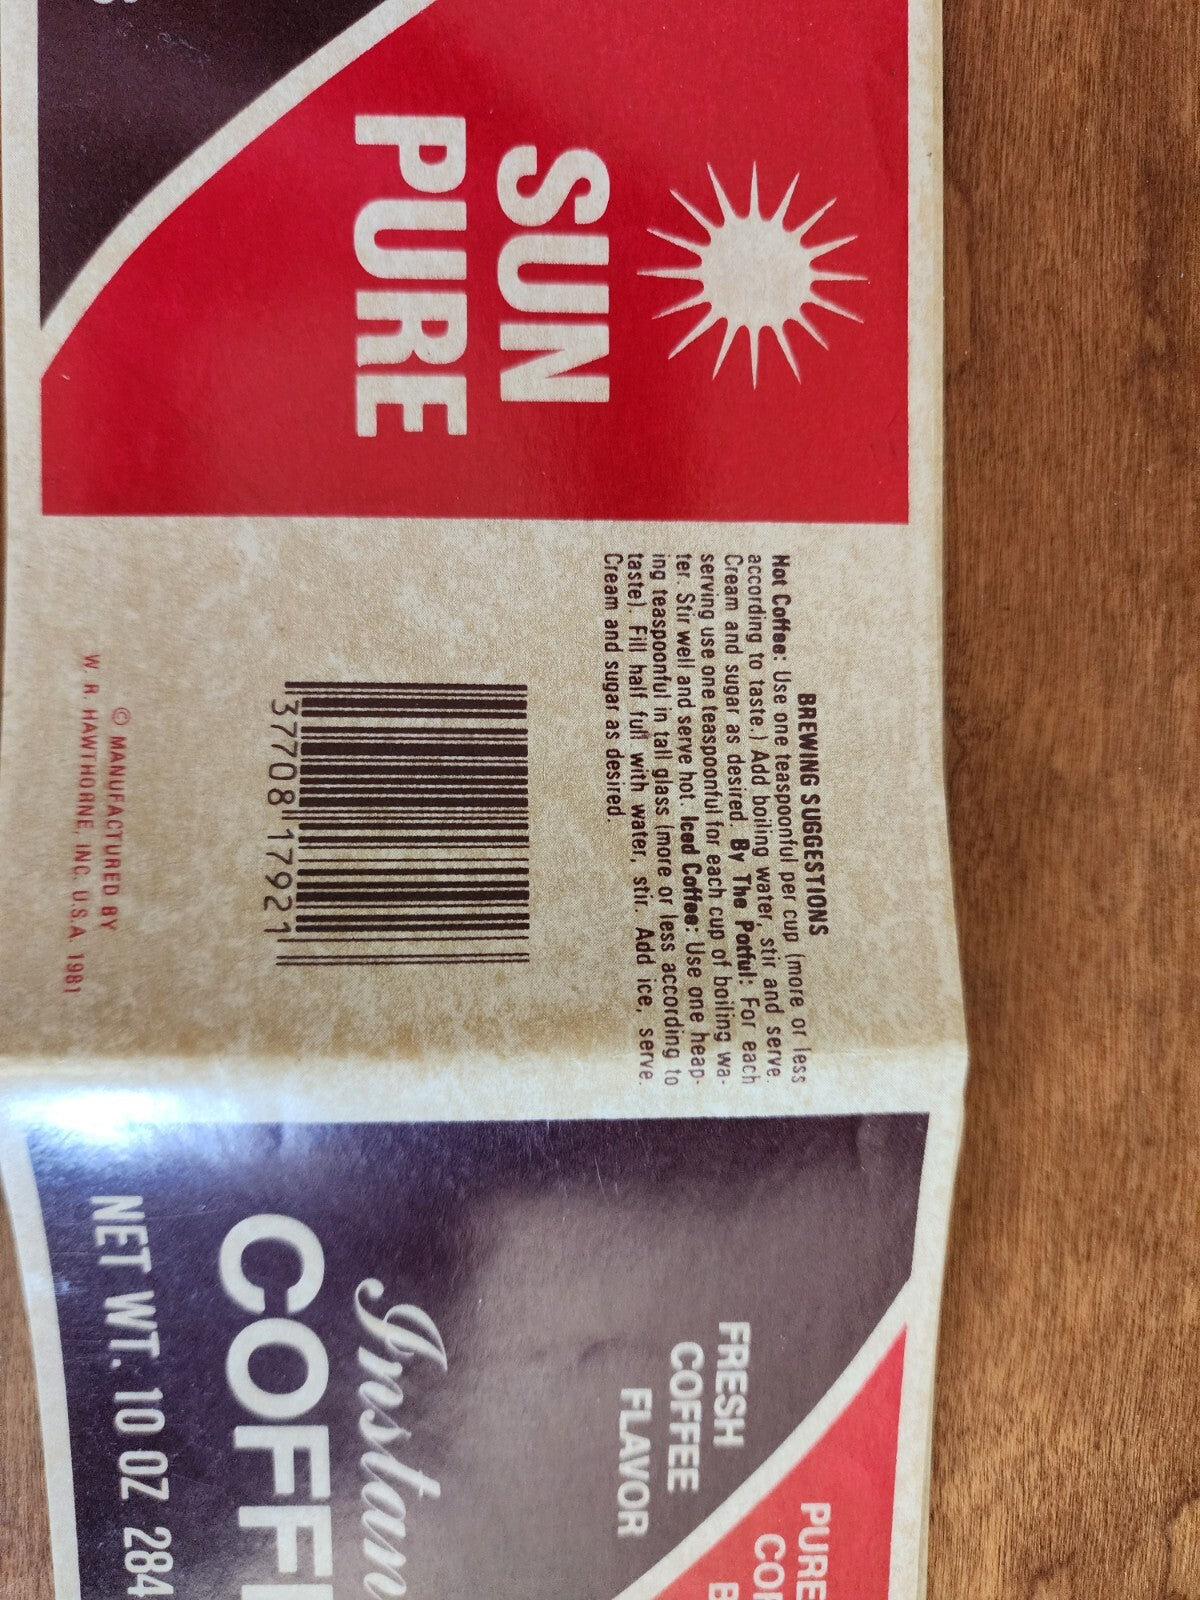 SUN
PURE
BREWING SUGGESTIONS
Hot Coffee: Use one teaspoonful per cup (more or less
according to taste.) Add boiling water, stir and serve.
Cream and sugar as desired. By The Potful: For each
serving use one teaspoonful for each cup of boiling wa-
ter. Stir well and serve hot. Iced Coffee: Use one heap-
ing teaspoonful in tall glass (more or less according to
taste). Fill half full with water, stir. Add ice, serve.
Cream and sugar as desired.
37708 17921
© MANUFACTURED BY
W. R. HAWTHORNE, INC. U.S.A. 1981
PURE
FRESH
COFFEE
FLAVOR
Instan
COFF
NET WT. 10 OZ 284